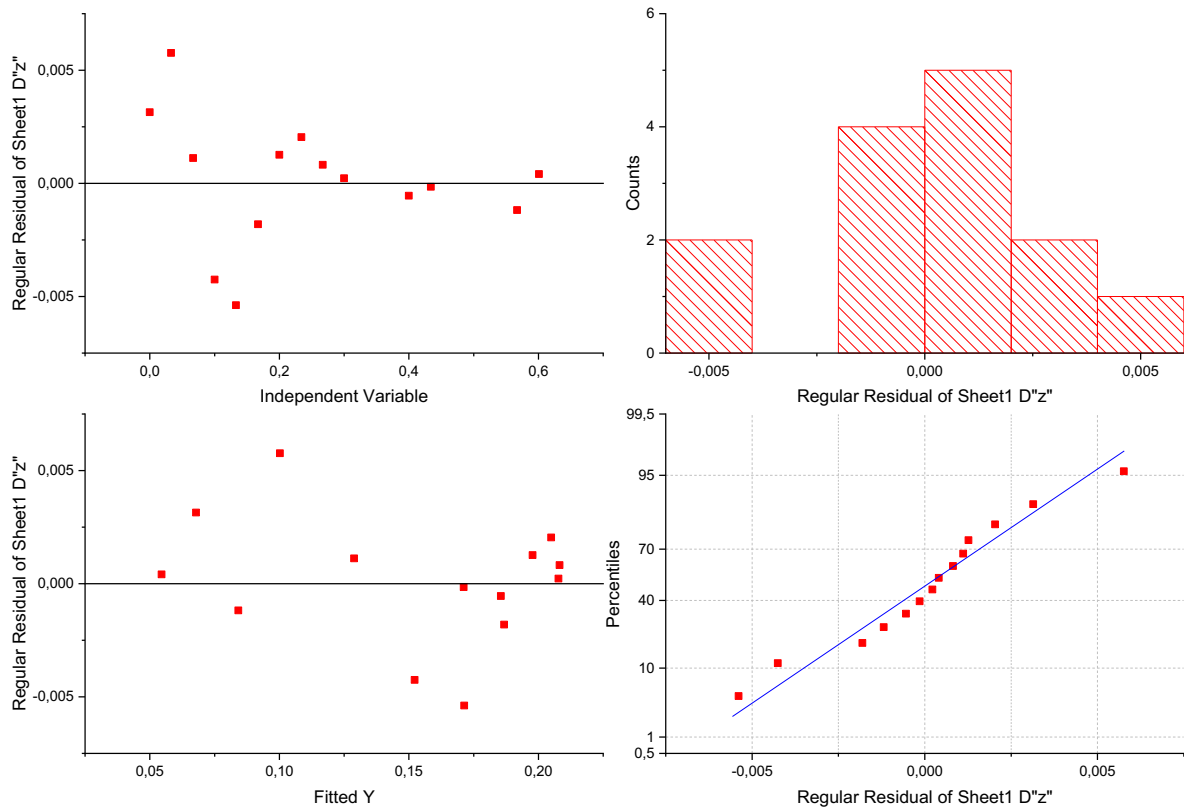 0,005
0,000
-0,005
Regular Residual of Sheet1 D"z"
0,0 0,2 0,4 0,6
Independent Variable
6
4
2
0
Counts
-0,005 0,000 0,005
Regular Residual of Sheet1 D"z"
0,005
0,000
-0,005
Regular Residual of Sheet1 D"z"
0,05 0,10 0,15 0,20
Fitted Y
99,5
95
70
40
10
1
0,5
Percentiles
-0,005 0,000 0,005
Regular Residual of Sheet1 D"z"